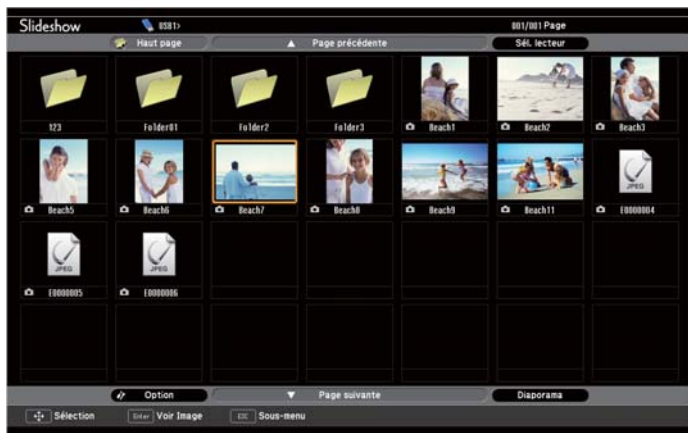 Slideshow USB1> 001/001 Page
Haut page Page précédente Sél. lecteur
123 Folder01 Folder2 Folder3 Beach1 Beach2 Beach3
JPEG
Beach5 Beach6 Beach7 Beach8 Beach9 Beach11 E0000004
JPEG JPEG
E0000005 E0000006
Option Page suivante Diaporama
Sélection Enter Voir Image ESC Sous-menu